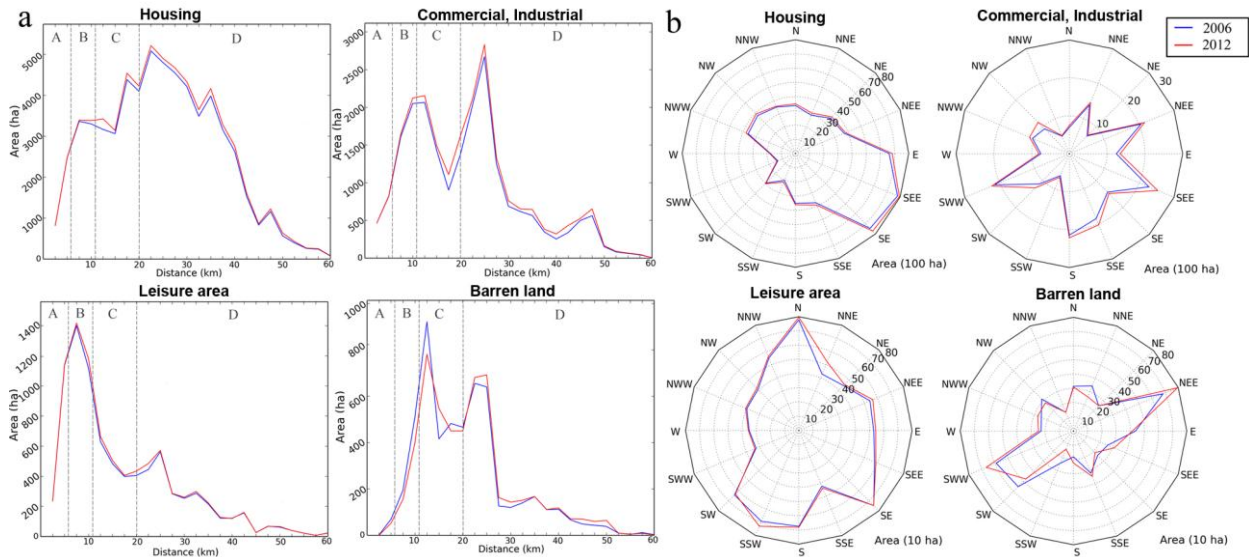 a
Housing
A B C D
Area (ha)
0 1000 2000 3000 4000 5000
10 20 30 40 50 60
Distance (km)
Commercial, Industrial
A B C D
Area (ha)
0 500 1000 1500 2000 2500 3000
10 20 30 40 50 60
Distance (km)
Leisure area
A B C D
Area (ha)
0 200 400 600 800 1000 1200 1400
0 10 20 30 40 50 60
Distance (km)
Barren land
A B C D
Area (ha)
0 200 400 600 800 1000
0 10 20 30 40 50 60
Distance (km)
b
2006
2012
Housing
N NNE NE NEE E SEE SE SSE S SSW SW SWW W NWW NW NNW
10 20 30 40 50 60 70 80
Area (100 ha)
Commercial, Industrial
N NNE NE NEE E SEE SE SSE S SSW SW SWW W NWW NW NNW
10 20 30
Area (100 ha)
Leisure area
N NNE NE NEE E SEE SE SSE S SSW SW SWW W NWW NW NNW
10 20 30 40 50 60 70 80
Area (10 ha)
Barren land
N NNE NE NEE E SEE SE SSE S SSW SW SWW W NWW NW NNW
10 20 30 40 50 60 70 80
Area (10 ha)